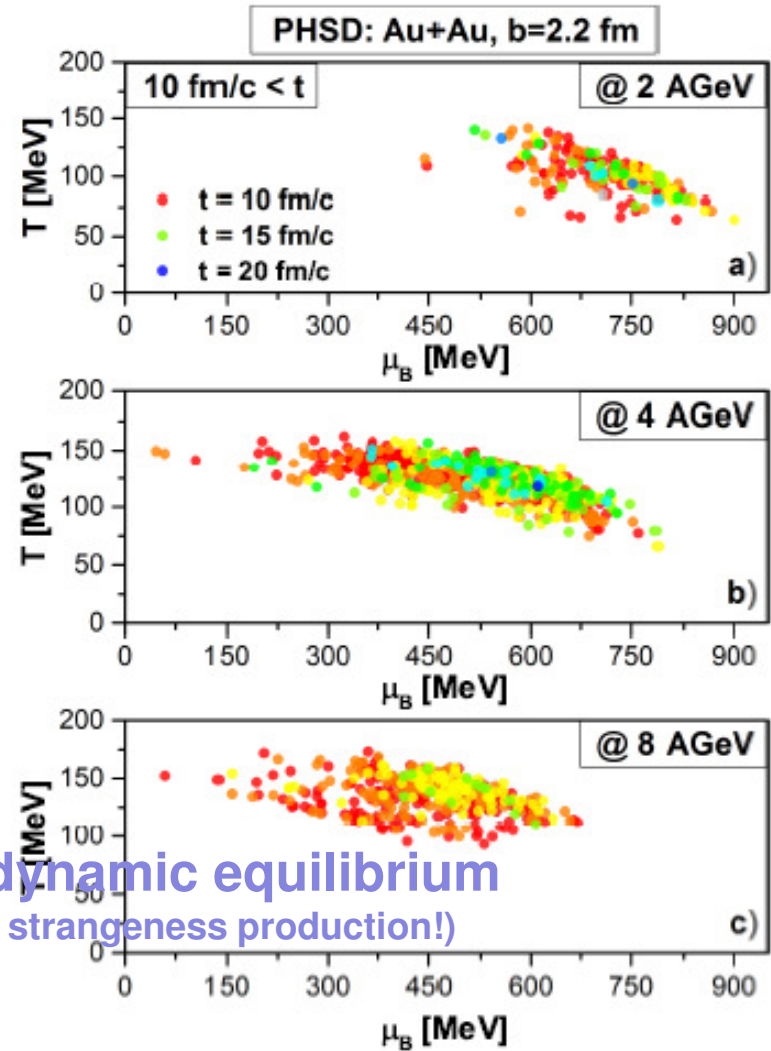 PHSD: Au+Au, b=2.2 fm
200
10 fm/c < t
@ 2 AGeV
150
T [MeV]
100
t = 10 fm/c
t = 15 fm/c
50
t = 20 fm/c
a)
0
0 150 300 450 600 750 900
μB [MeV]
200
@ 4 AGeV
150
T [MeV]
100
50
b)
0
0 150 300 450 600 750 900
μB [MeV]
200
@ 8 AGeV
150
T [MeV]
100
dynamic equilibrium
50
strangeness production!)
c)
0
0 150 300 450 600 750 900
μB [MeV]